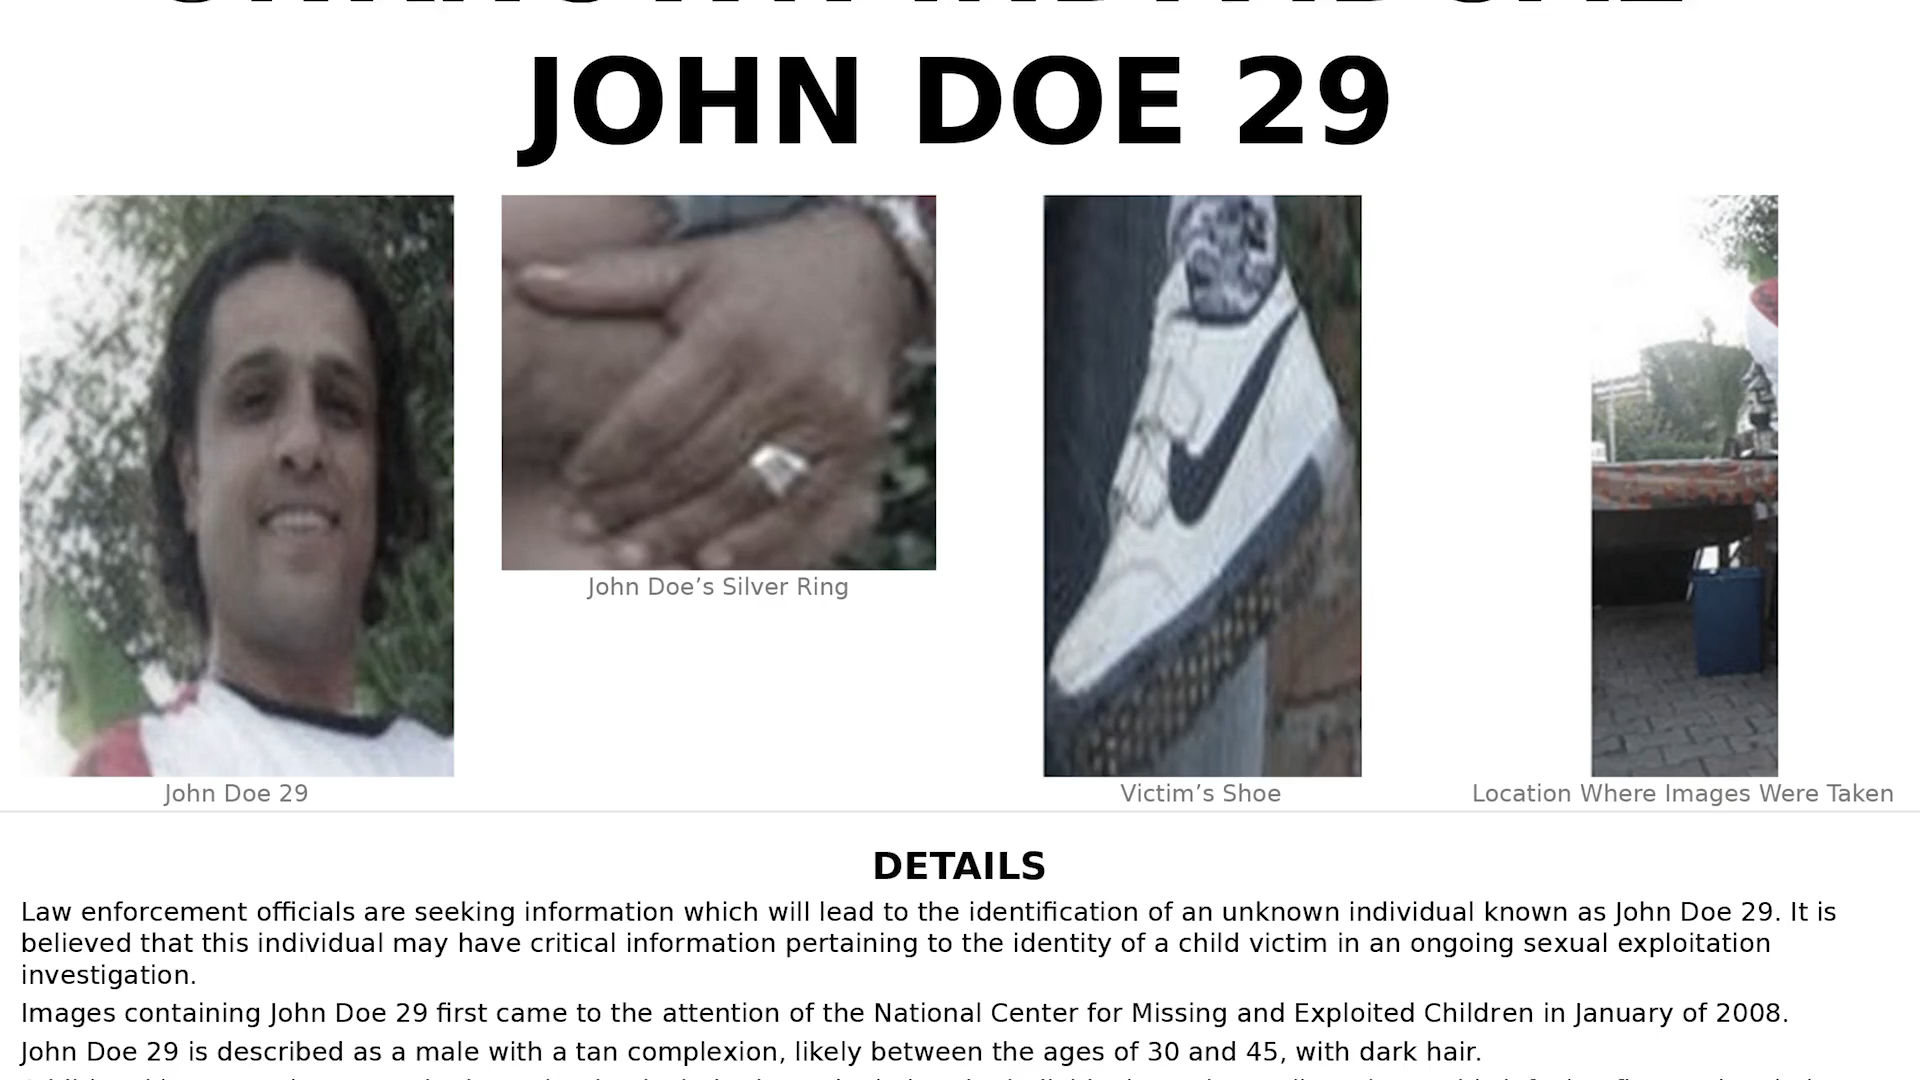 JOHN DOE 29
John Doe’s Silver Ring
John Doe 29
Victim’s Shoe
Location Where Images Were Taken
DETAILS
Law enforcement officials are seeking information which will lead to the identification of an unknown individual known as John Doe 29. It is
believed that this individual may have critical information pertaining to the identity of a child victim in an ongoing sexual exploitation
investigation.
Images containing John Doe 29 first came to the attention of the National Center for Missing and Exploited Children in January of 2008.
John Doe 29 is described as a male with a tan complexion, likely between the ages of 30 and 45, with dark hair.